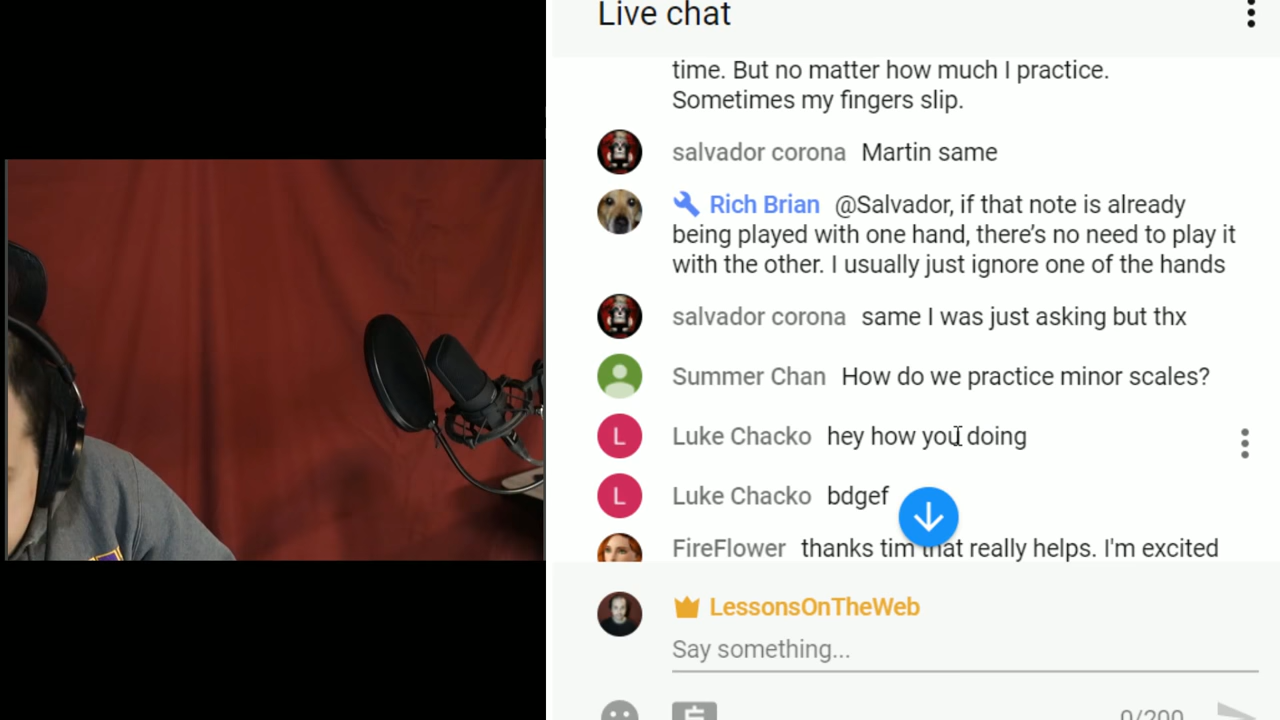 Live chat
time. But no matter how much I practice.
Sometimes my fingers slip.
salvador corona Martin same
Rich Brian @Salvador, if that note is already
being played with one hand, there’s no need to play it
with the other. I usually just ignore one of the hands
salvador corona same I was just asking but thx
Summer Chan How do we practice minor scales?
L Luke Chacko hey how you doing
L Luke Chacko bdgef
FireFlower thanks tim that really helps. I'm excited
LessonsOnTheWeb
Say something...
0/200